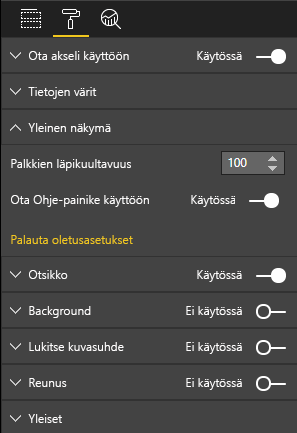 Ota akseli käyttöön Käytössä
Tietojen värit
Yleinen näkymä
Palkkien läpikuultavuus 100
Ota Ohje-painike käyttöön Käytössä
Palauta oletusasetukset
Otsikko Käytössä
Background Ei käytössä
Lukitse kuvasuhde Ei käytössä
Reunus Ei käytössä
Yleiset